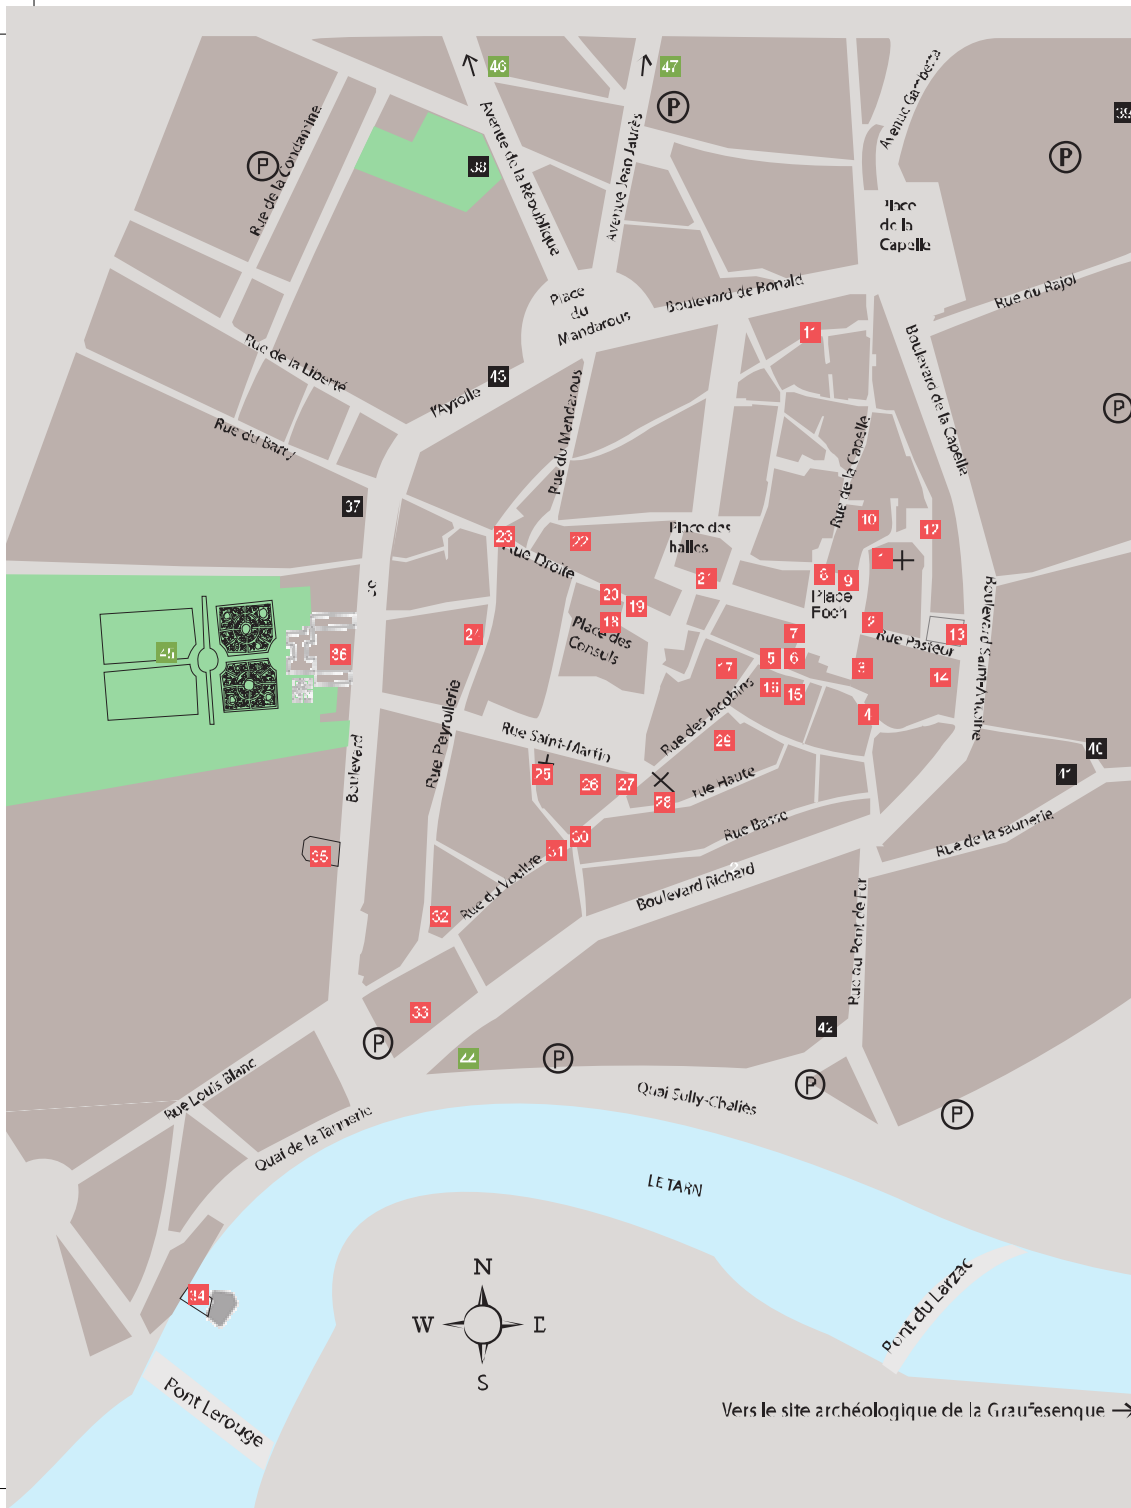 46
47
P
39
Avenue Gambetta
Avenue de la République
Avenue Jean Jaurès
Rue de la Condamine
P
38
P
Place
de la
Capelle
Place
du
Mandarous
Boulevard de Bonald
Rue du Rajol
11
Rue de la Liberté
43
l'Ayrolle
Rue du Mandarous
Boulevard de la Capelle
P
Rue du Barry
Rue de la Capelle
37
10
12
Place des
halles
23
22
Rue Droite
1
21
8
9
Place
Foch
20
19
18
Place des
Consuls
2
Rue Pasteur
13
Boulevard Saint-Antoine
45
36
24
7
5
6
17
3
14
16
15
Rue des Jacobins
4
Rue Peyrollerie
Rue Saint-Martin
29
40
41
25
26
27
28
rue Haute
Boulevard
30
31
Rue Basse
Rue de la saunerie
35
Rue du Voultre
Boulevard Richard
32
Rue du Pont de Fer
33
42
P
44
P
P
P
Rue Louis Blanc
Quai Sully-Chaliès
Quai de la Tannerie
LE TARN
34
N
W
E
S
Pont du Larzac
Pont Lerouge
Vers le site archéologique de la Graufesenque